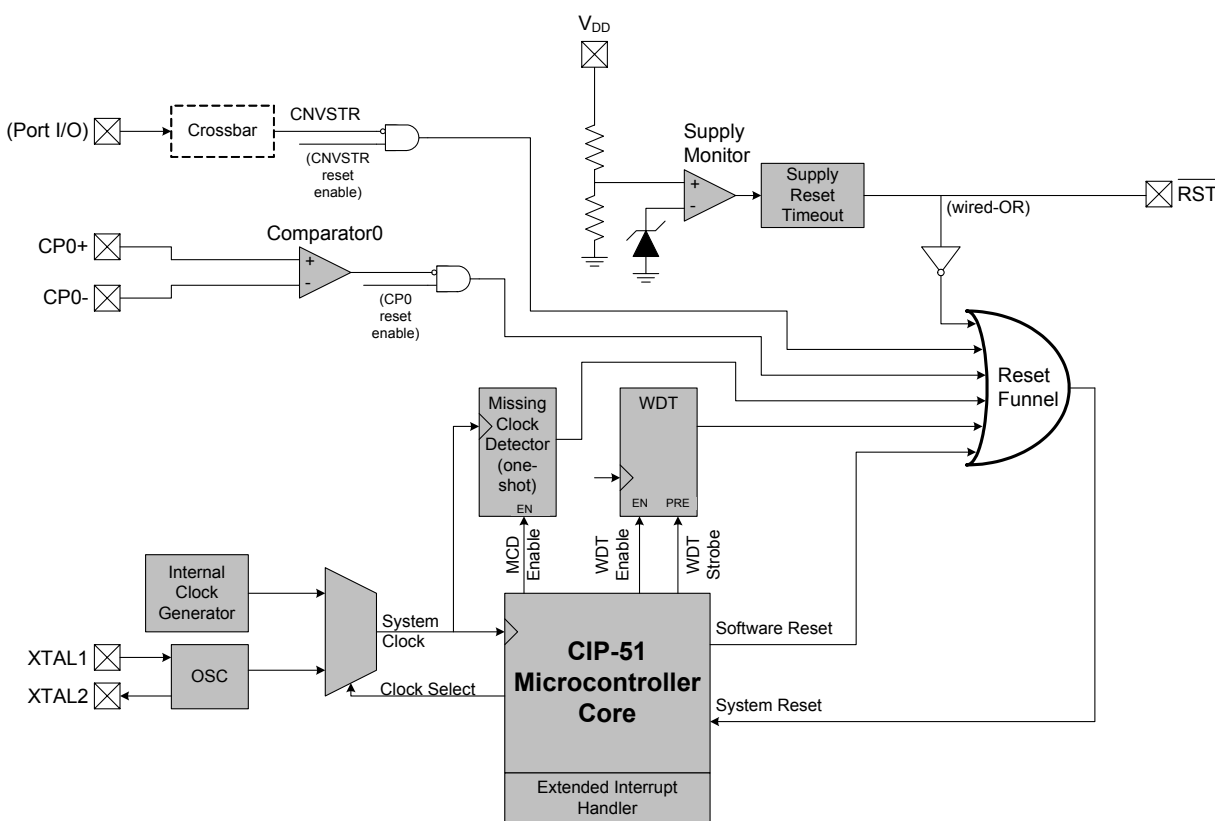 VDD
(Port I/O)
Crossbar
CNVSTR
(CNVSTR
reset
enable)
Supply
Monitor
+
-
Supply
Reset
Timeout
(wired-OR)
RST
CP0+
CP0-
Comparator0
+
-
(CP0
reset
enable)
Reset
Funnel
Missing
Clock
Detector
(one-
shot)
EN
WDT
EN
PRE
MCD
Enable
WDT
Enable
WDT
Strobe
Internal
Clock
Generator
System
Clock
XTAL1
XTAL2
OSC
Clock Select
CIP-51
Microcontroller
Core
Software Reset
System Reset
Extended Interrupt
Handler